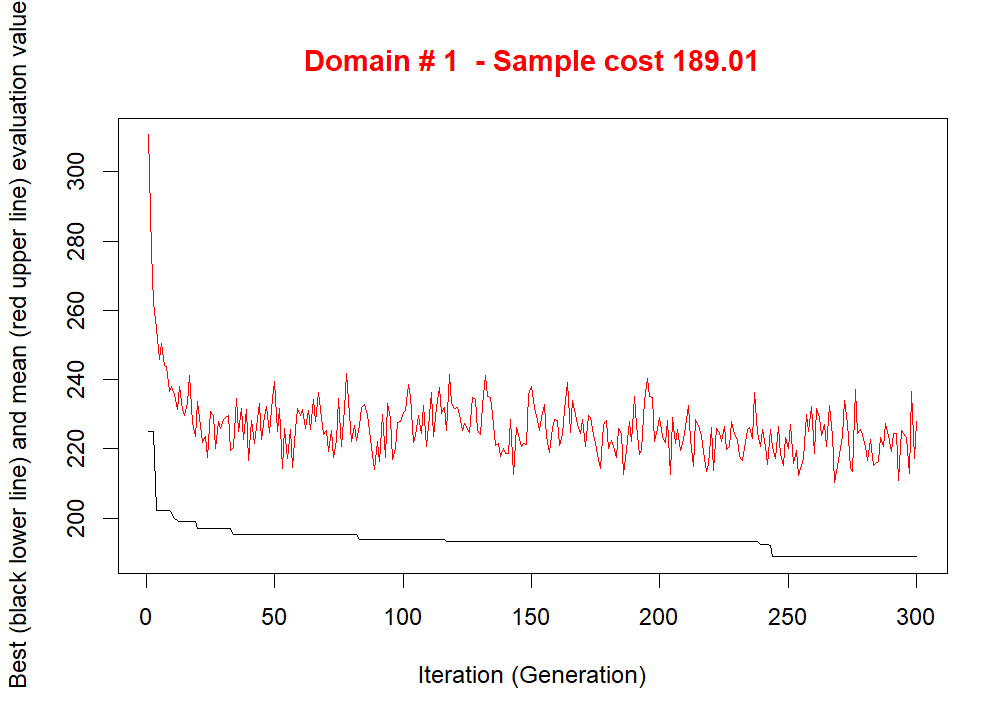 Domain # 1  - Sample cost 189.01
Best (black lower line) and mean (red upper line) evaluation value
300
280
260
240
220
200
0 50 100 150 200 250 300
Iteration (Generation)